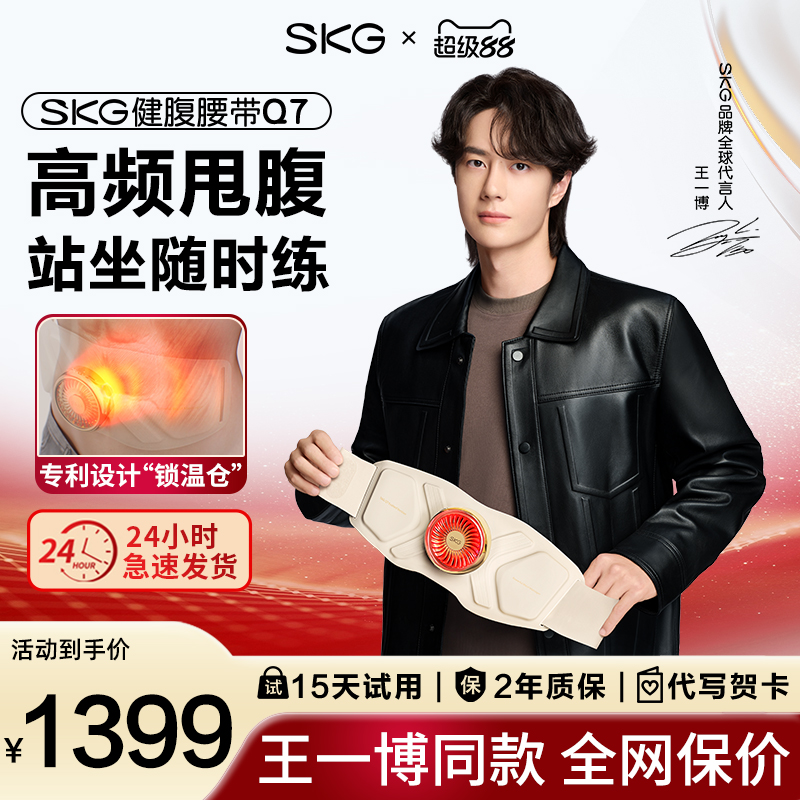 SKG × 超级88
SKG健腹腰带Q7
高频甩腹
站坐随时练
SKG品牌全球代言人
王一博
专利设计“锁温仓”
24 HOUR
24小时
急速发货
SKG
活动到手价
¥1399
试 15天试用 | 保 2年质保 | 代写贺卡
王一博同款 全网保价